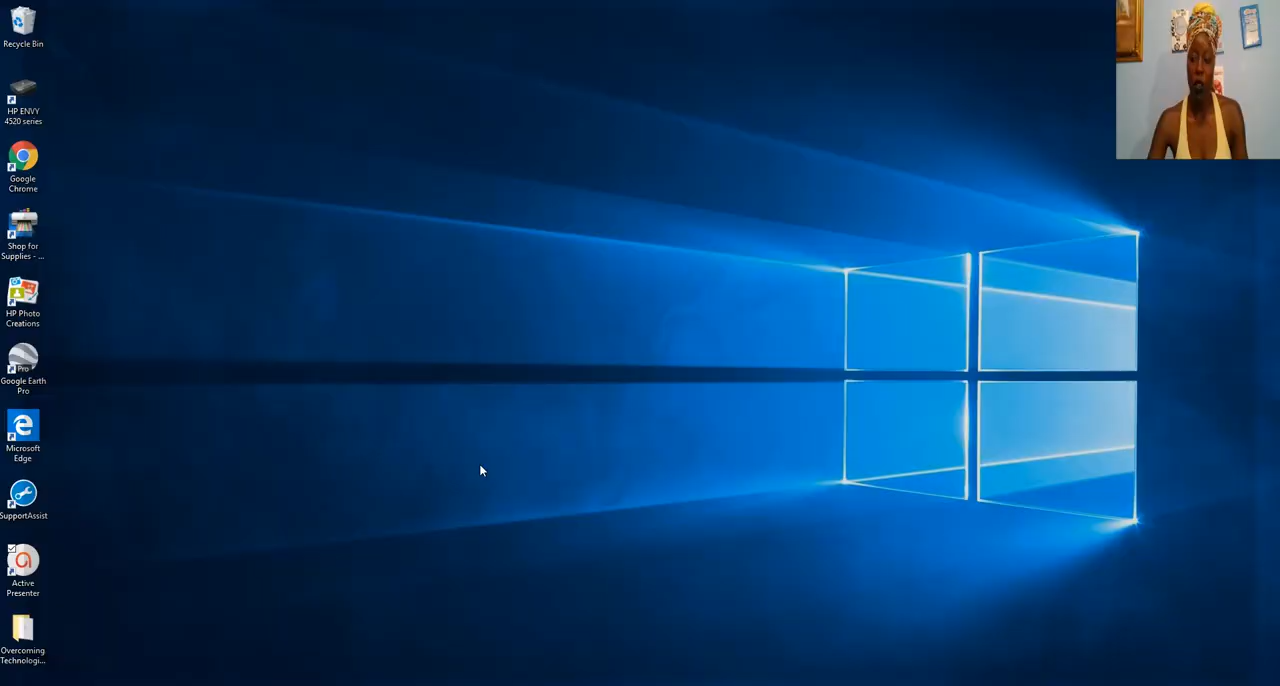 Recycle Bin
HP ENVY
4520 series
Google
Chrome
Shop for
Supplies - ...
HP Photo
Creations
Pro
Google Earth
Pro
Microsoft
Edge
SupportAssist
Active
Presenter
Overcoming
Technologi...